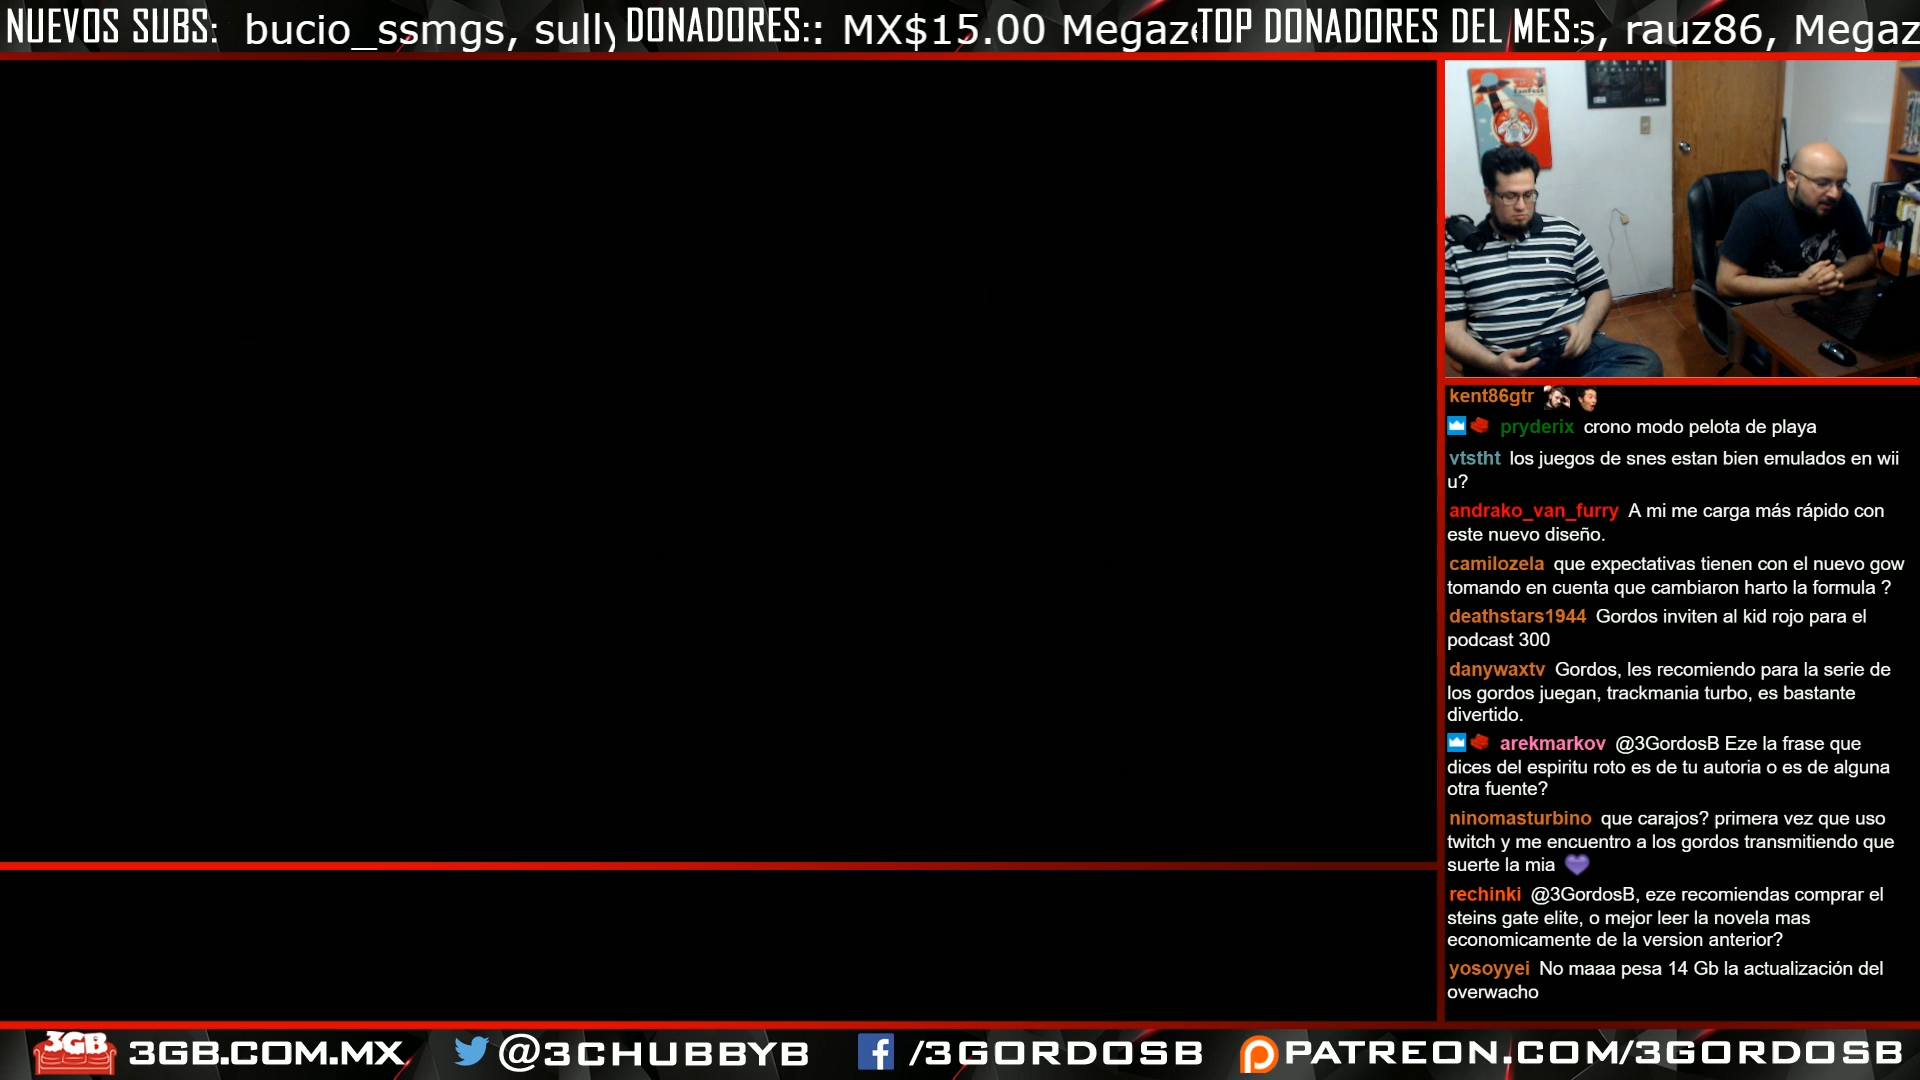 NUEVOS SUBS: bucio_ssmgs, sully DONADORES:: MX$15.00 Megaz TOP DONADORES DEL MES: s, rauz86, Megaz
kent86gtr
pryderix crono modo pelota de playa
vtstht los juegos de snes estan bien emulados en wii
u?
andrako_van_furry A mi me carga más rápido con
este nuevo diseño.
camilozela que expectativas tienen con el nuevo gow
tomando en cuenta que cambiaron harto la formula ?
deathstars1944 Gordos inviten al kid rojo para el
podcast 300
danywaxtv Gordos, les recomiendo para la serie de
los gordos juegan, trackmania turbo, es bastante
divertido.
arekmarkov @3GordosB Eze la frase que
dices del espiritu roto es de tu autoria o es de alguna
otra fuente?
ninomasturbino que carajos? primera vez que uso
twitch y me encuentro a los gordos transmitiendo que
suerte la mia
rechinki @3GordosB, eze recomiendas comprar el
steins gate elite, o mejor leer la novela mas
economicamente de la version anterior?
yosoyyei No maaa pesa 14 Gb la actualización del
overwacho
3GB 3GB.COM.MX @3CHUBBYB /3GORDOSB PATREON.COM/3GORDOSB